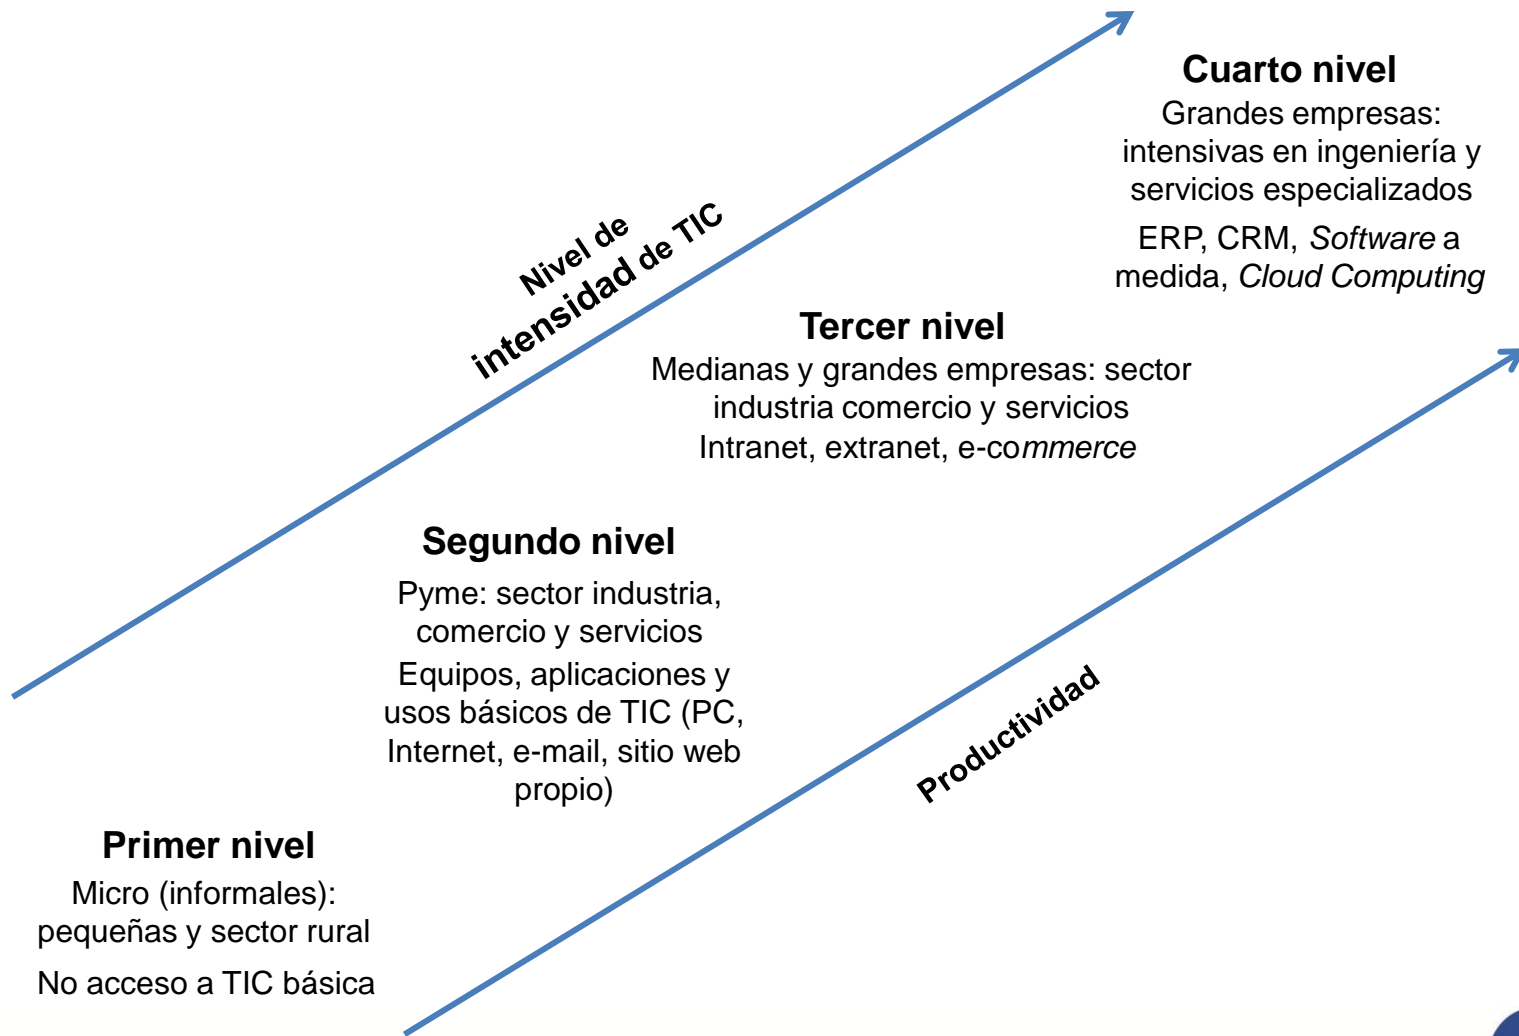 Cuarto nivel
Grandes empresas:
intensivas en ingeniería y
servicios especializados
ERP, CRM, Software a
medida, Cloud Computing
Nivel de
intensidad de TIC
Tercer nivel
Medianas y grandes empresas: sector
industria comercio y servicios
Intranet, extranet, e-commerce
Segundo nivel
Pyme: sector industria,
comercio y servicios
Equipos, aplicaciones y
usos básicos de TIC (PC,
Internet, e-mail, sitio web
propio)
Productividad
Primer nivel
Micro (informales):
pequeñas y sector rural
No acceso a TIC básica